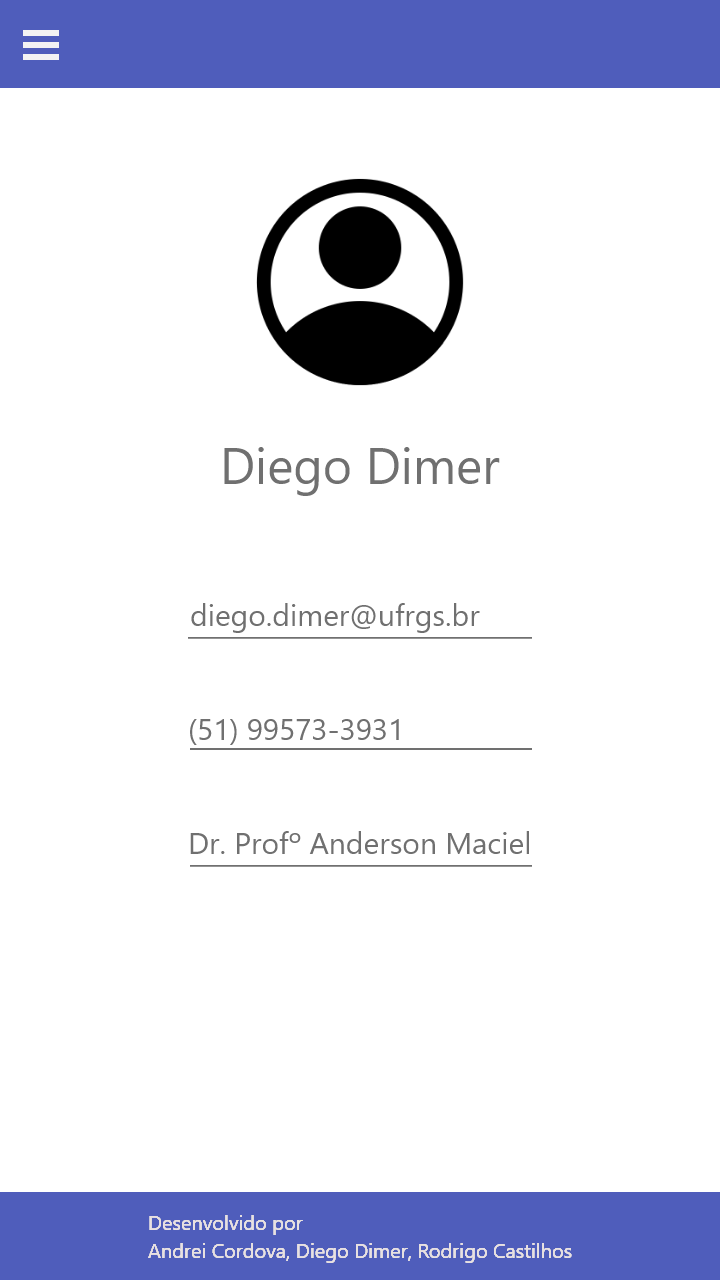 Diego Dimer
diego.dimer@ufrgs.br
(51) 99573-3931
Dr. Profº Anderson Maciel
Desenvolvido por
Andrei Cordova, Diego Dimer, Rodrigo Castilhos